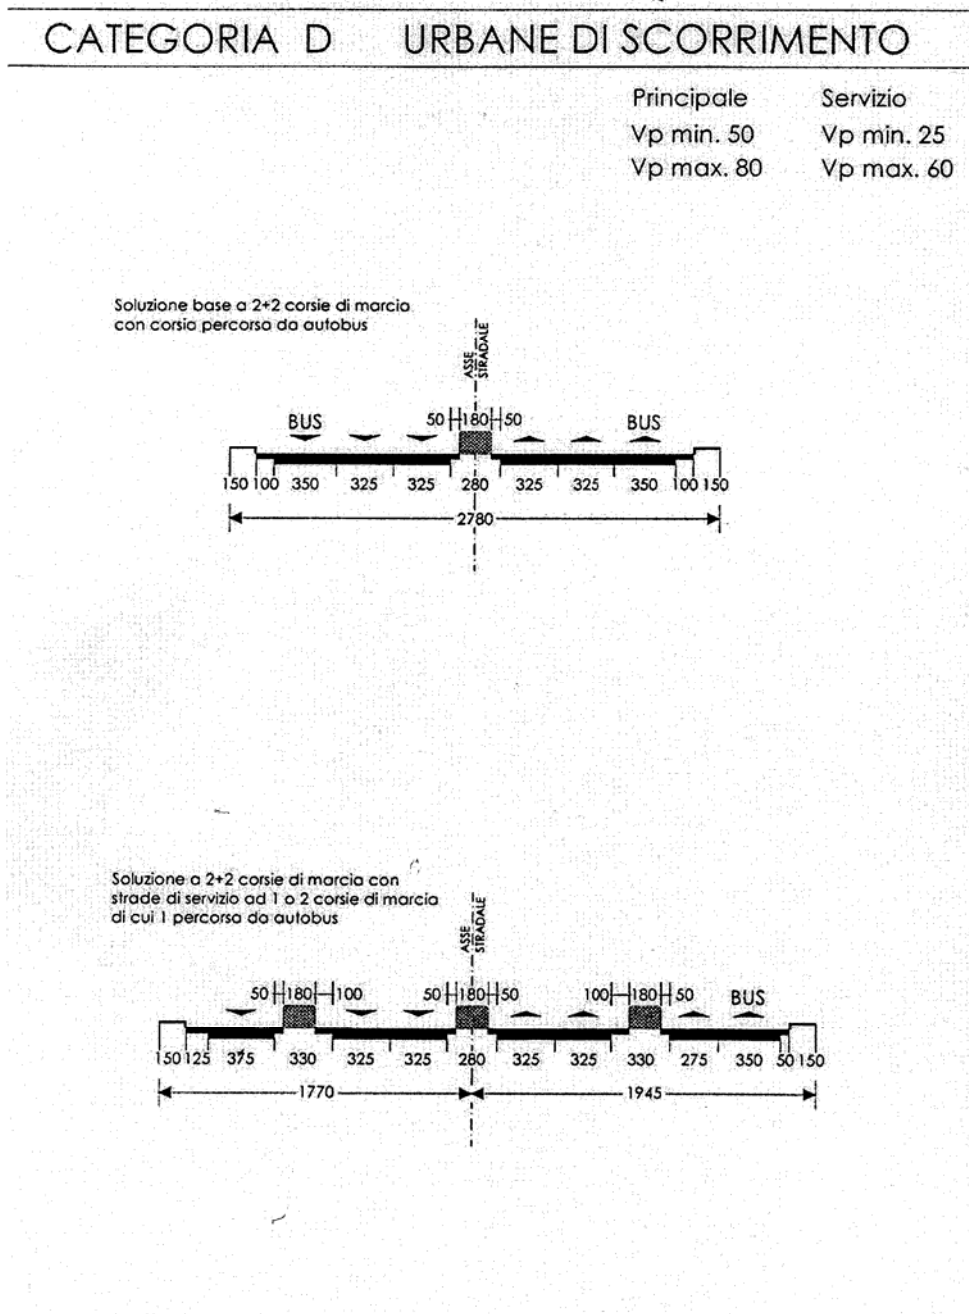 CATEGORIA D URBANE DI SCORRIMENTO
Principale Servizio
Vp min. 50 Vp min. 25
Vp max. 80 Vp max. 60
Soluzione base a 2+2 corsie di marcia
con corsia percorsa da autobus
ASSE
STRADALE
BUS 50 180 50 BUS
150 100 350 325 325 280 325 325 350 100 150
2780
Soluzione a 2+2 corsie di marcia con
strade di servizio ad 1 o 2 corsie di marcia
di cui 1 percorsa da autobus
ASSE
STRADALE
50 180 100 50 180 50 100 180 50 BUS
150 125 375 330 325 325 280 325 325 330 275 350 50 150
1770 1945